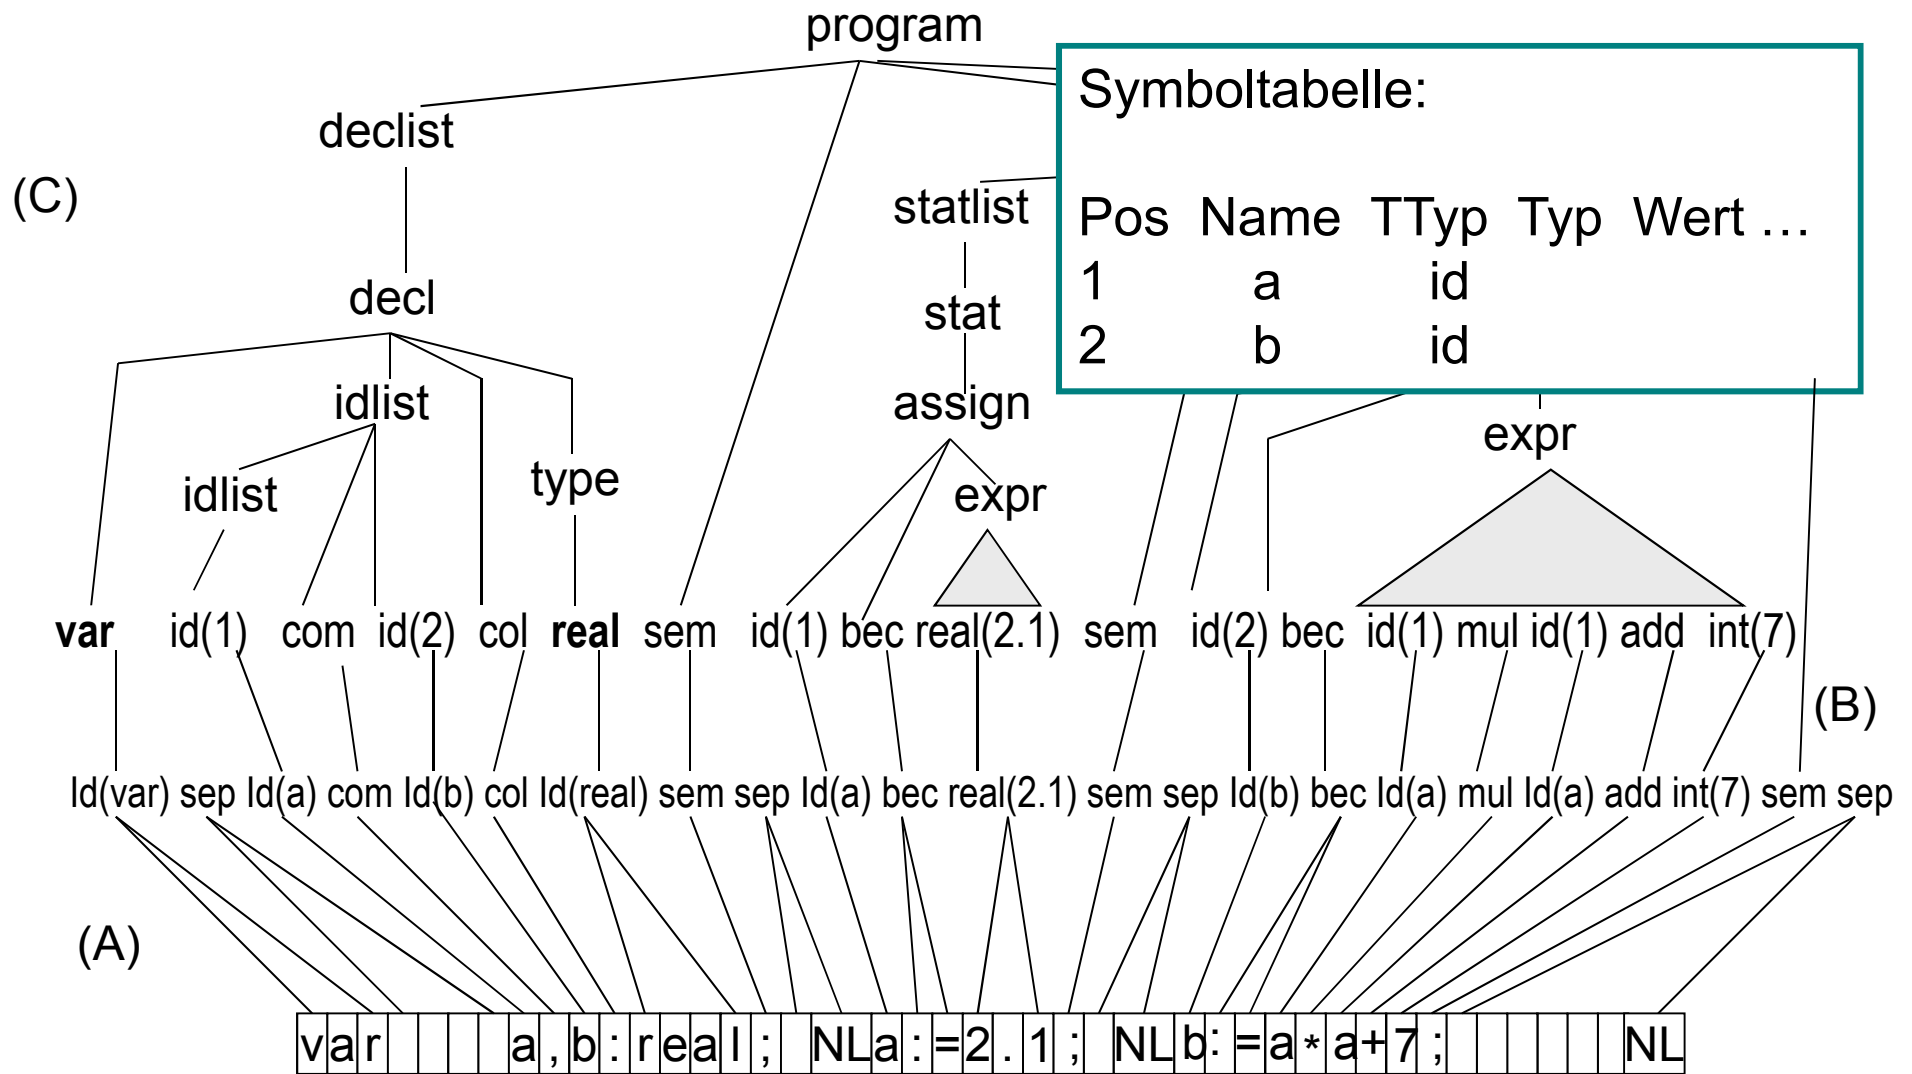 program
Symboltabelle:
declist
(C)
statlist
Pos Name TTyp Typ Wert …
1 a id
decl
stat
2 b id
idlist
assign
expr
idlist
type
expr
var id(1) com id(2) col real sem id(1) bec real(2.1) sem id(2) bec id(1) mul id(1) add int(7)
(B)
Id(var) sep Id(a) com Id(b) col Id(real) sem sep Id(a) bec real(2.1) sem sep Id(b) bec Id(a) mul Id(a) add int(7) sem sep
(A)
var a,b:real; NLa:=2.1; NLb:=a*a+7; NL